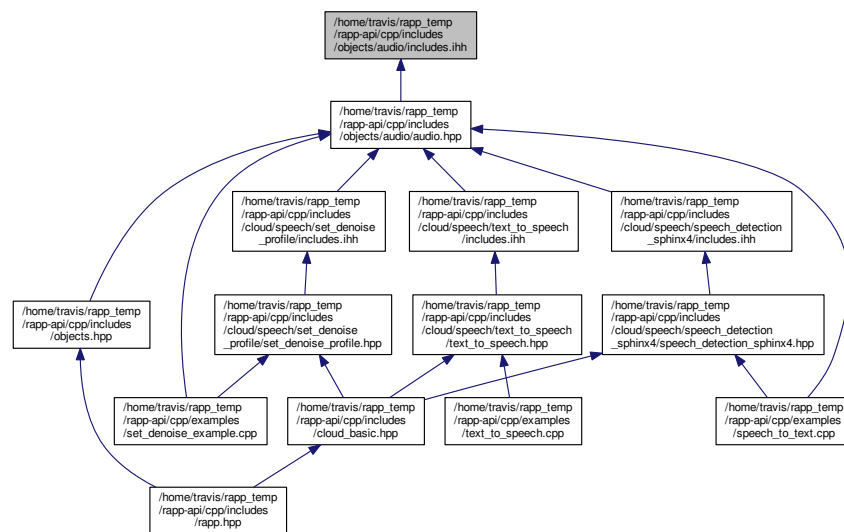 /home/travis/rapp_temp
/rapp-api/cpp/includes
/objects/audio/includes.ihh
/home/travis/rapp_temp
/rapp-api/cpp/includes
/objects/audio/audio.hpp
/home/travis/rapp_temp
/rapp-api/cpp/includes
/cloud/speech/set_denoise
_profile/includes.ihh
/home/travis/rapp_temp
/rapp-api/cpp/includes
/cloud/speech/text_to_speech
/includes.ihh
/home/travis/rapp_temp
/rapp-api/cpp/includes
/cloud/speech/speech_detection
_sphinx4/includes.ihh
/home/travis/rapp_temp
/rapp-api/cpp/includes
/objects.hpp
/home/travis/rapp_temp
/rapp-api/cpp/includes
/cloud/speech/set_denoise
_profile/set_denoise_profile.hpp
/home/travis/rapp_temp
/rapp-api/cpp/includes
/cloud/speech/text_to_speech
/text_to_speech.hpp
/home/travis/rapp_temp
/rapp-api/cpp/includes
/cloud/speech/speech_detection
_sphinx4/speech_detection_sphinx4.hpp
/home/travis/rapp_temp
/rapp-api/cpp/examples
/set_denoise_example.cpp
/home/travis/rapp_temp
/rapp-api/cpp/includes
/cloud_basic.hpp
/home/travis/rapp_temp
/rapp-api/cpp/examples
/text_to_speech.cpp
/home/travis/rapp_temp
/rapp-api/cpp/examples
/speech_to_text.cpp
/home/travis/rapp_temp
/rapp-api/cpp/includes
/rapp.hpp